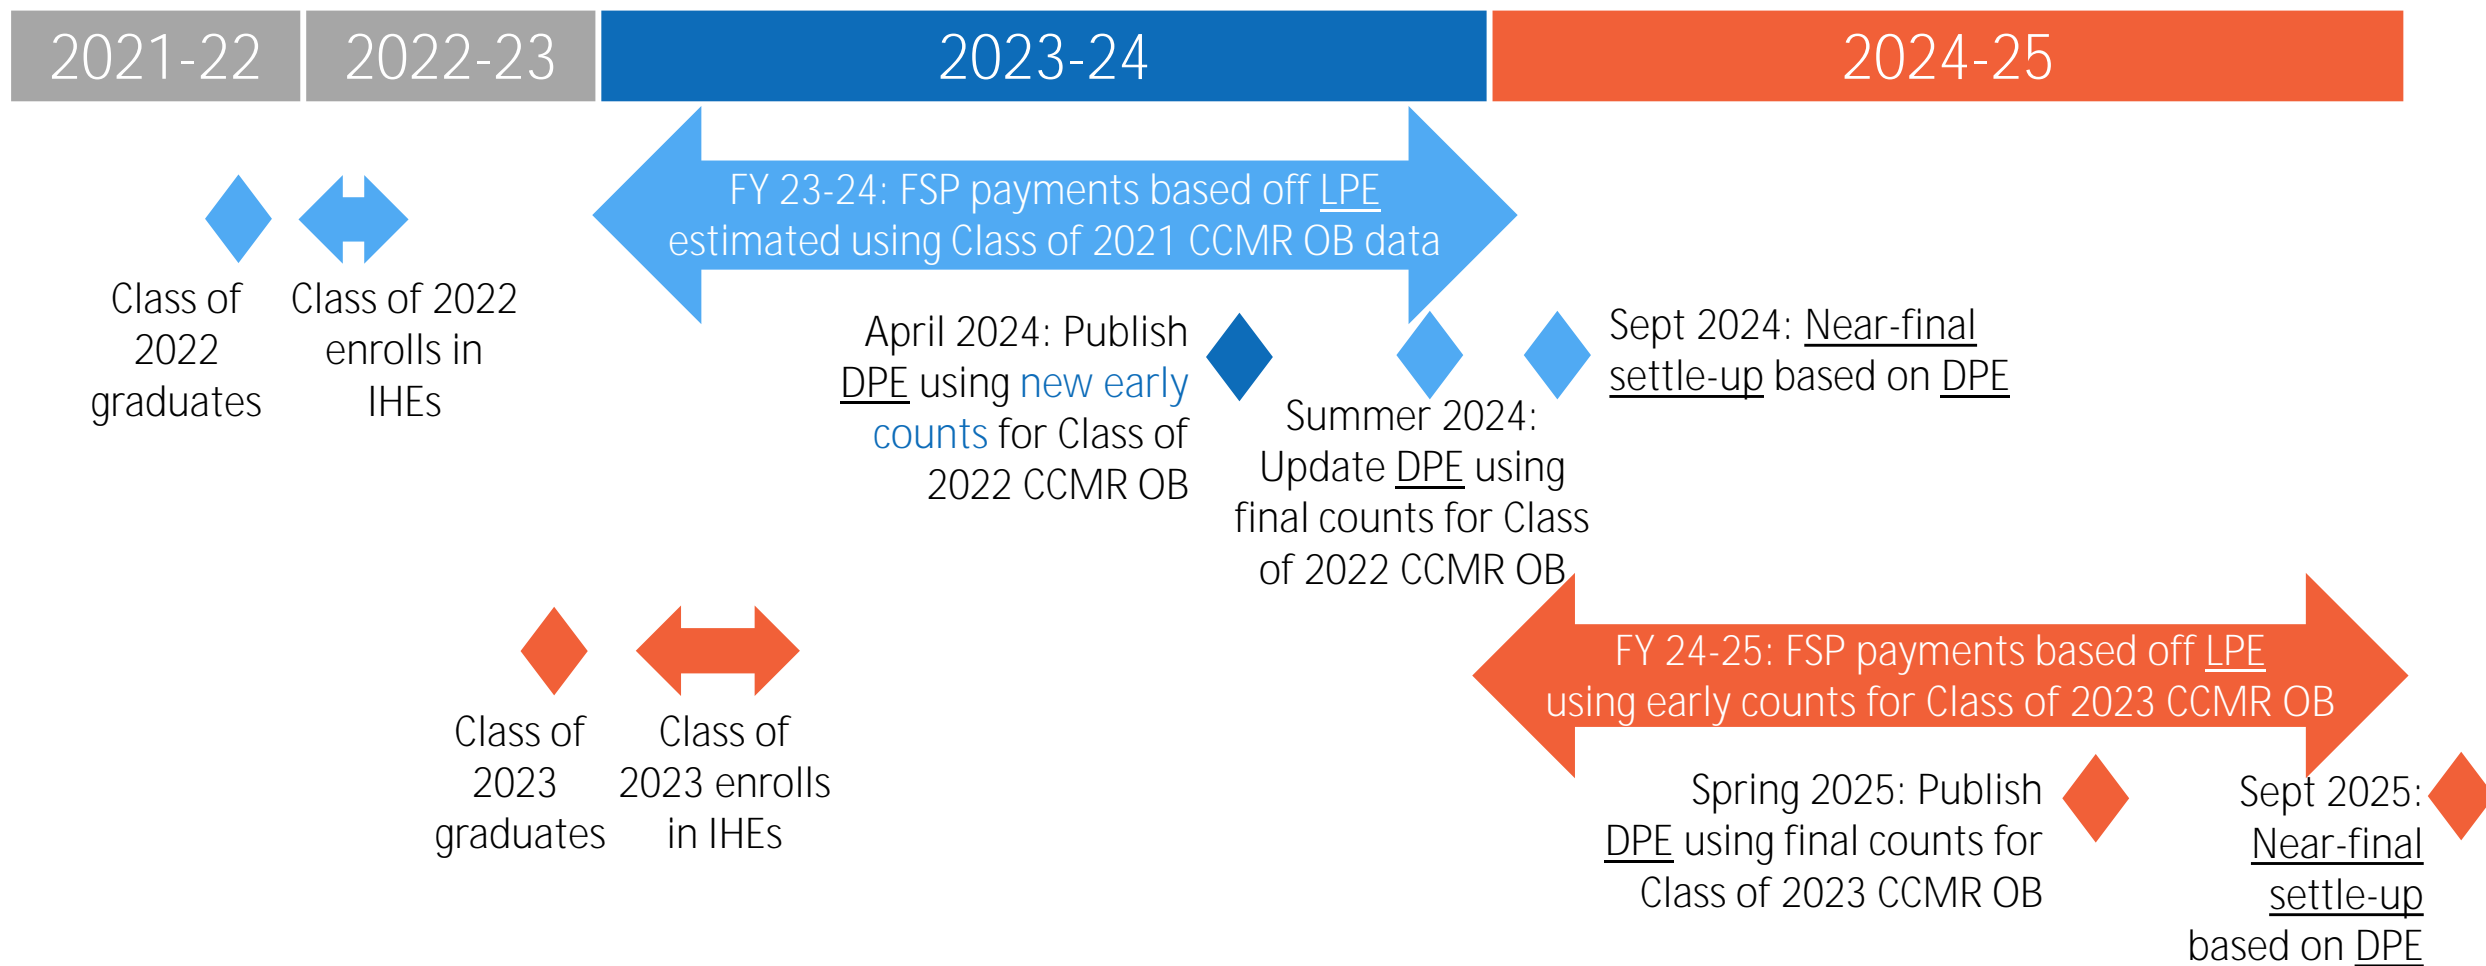 2021-22
2022-23
2023-24
2024-25
FY 23-24: FSP payments based off LPE
estimated using Class of 2021 CCMR OB data
Class of
2022
graduates
Class of 2022
enrolls in
IHEs
April 2024: Publish
DPE using new early
counts for Class of
2022 CCMR OB
Summer 2024:
Update DPE using
final counts for Class
of 2022 CCMR OB
Sept 2024: Near-final
settle-up based on DPE
Class of
2023
graduates
Class of
2023 enrolls
in IHEs
FY 24-25: FSP payments based off LPE
using early counts for Class of 2023 CCMR OB
Spring 2025: Publish
DPE using final counts for
Class of 2023 CCMR OB
Sept 2025:
Near-final
settle-up
based on DPE